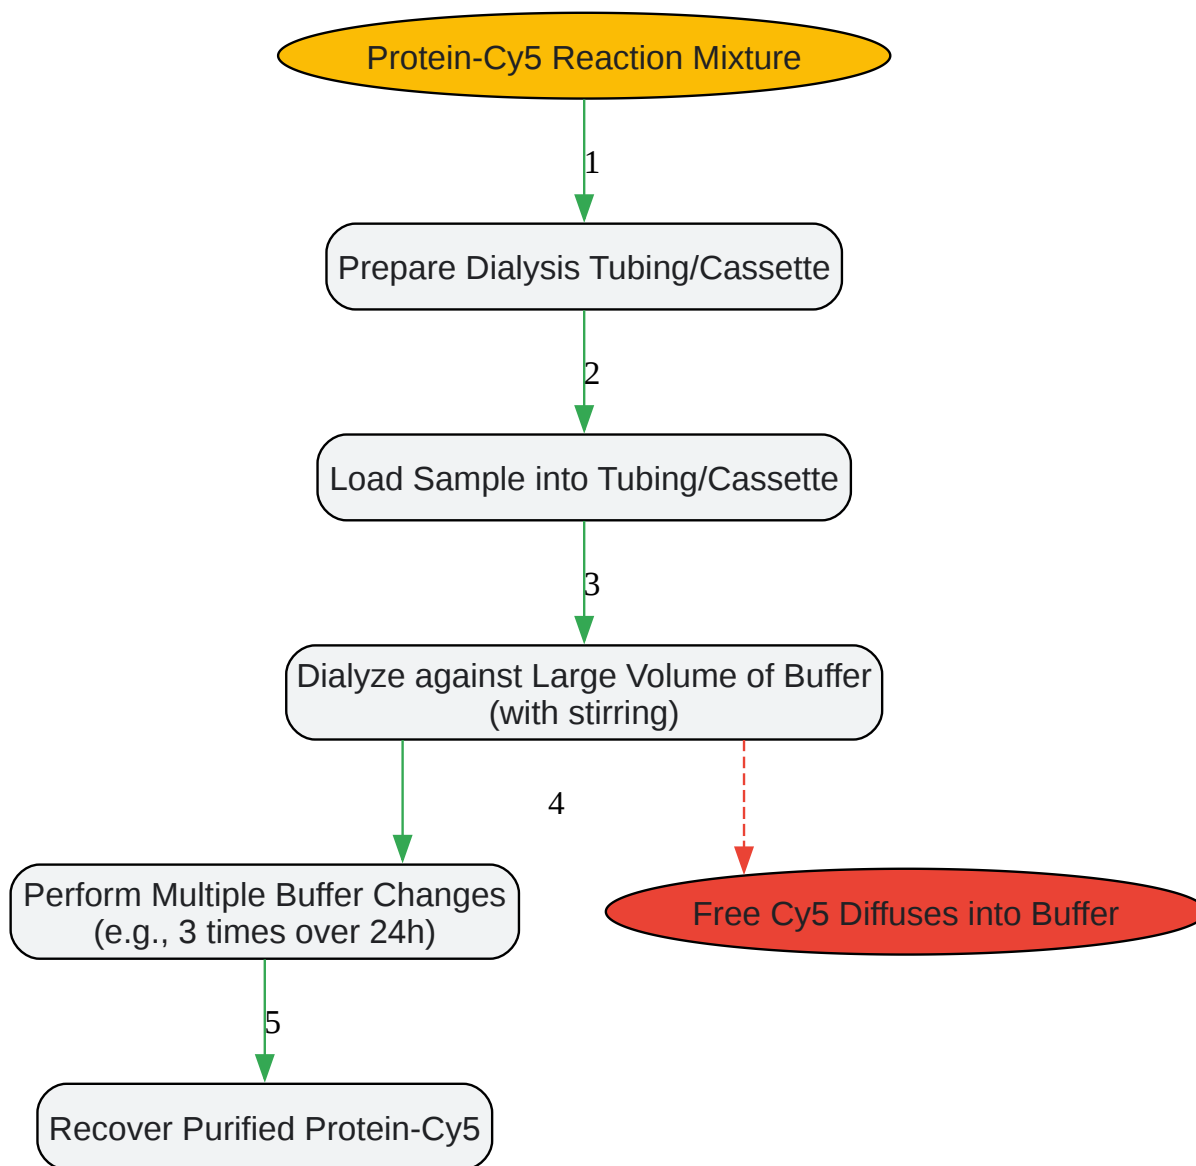 Protein-Cy5 Reaction Mixture
1
Prepare Dialysis Tubing/Cassette
2
Load Sample into Tubing/Cassette
3
Dialyze against Large Volume of Buffer
(with stirring)
4
Perform Multiple Buffer Changes
(e.g., 3 times over 24h)
Free Cy5 Diffuses into Buffer
5
Recover Purified Protein-Cy5